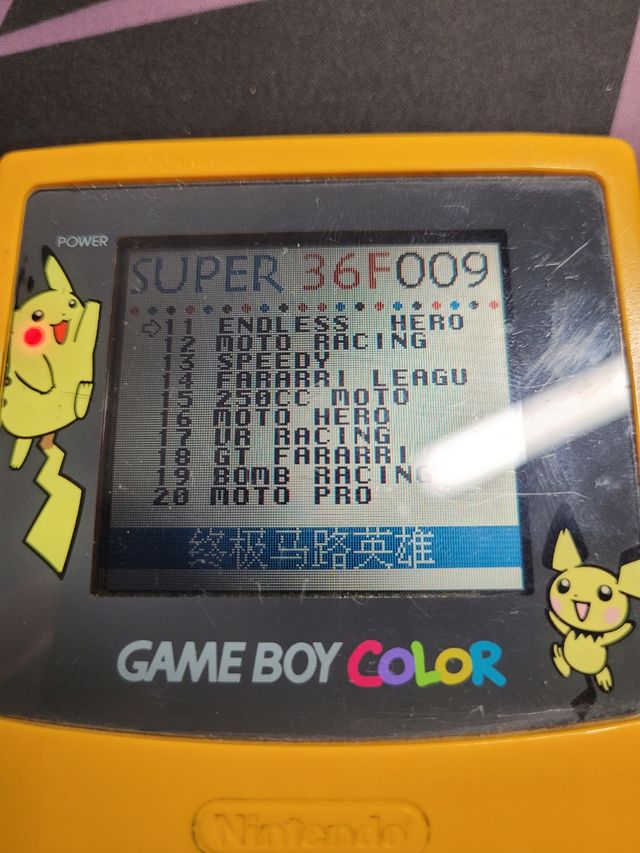 POWER
SUPER 36F009
11 ENDLESS HERO
12 MOTO RACING
13 SPEEDY
14 FARARRI LEAGU
15 250CC MOTO
16 MOTO HERO
17 VR RACING
18 GT FARARRI
19 BOMB RACING
20 MOTO PRO
终极马路英雄
GAME BOY COLOR
Nintendo